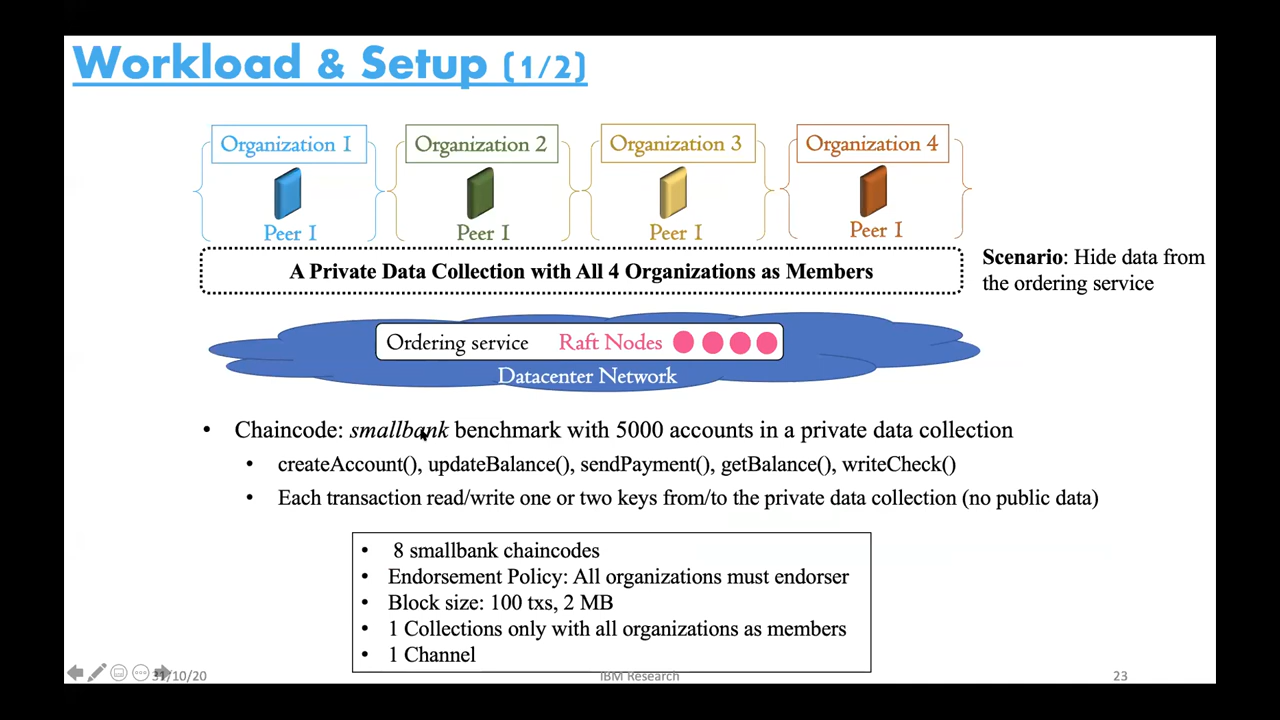 Workload & Setup (1/2)
Organization 1
Organization 2
Organization 3
Organization 4
Peer 1
Peer 1
Peer 1
Peer 1
A Private Data Collection with All 4 Organizations as Members
Scenario: Hide data from
the ordering service
Ordering service Raft Nodes
Datacenter Network
• Chaincode: smallbank benchmark with 5000 accounts in a private data collection
• createAccount(), updateBalance(), sendPayment(), getBalance(), writeCheck()
• Each transaction read/write one or two keys from/to the private data collection (no public data)
• 8 smallbank chaincodes
• Endorsement Policy: All organizations must endorser
• Block size: 100 txs, 2 MB
• 1 Collections only with all organizations as members
• 1 Channel
31/10/20
IBM Research
23